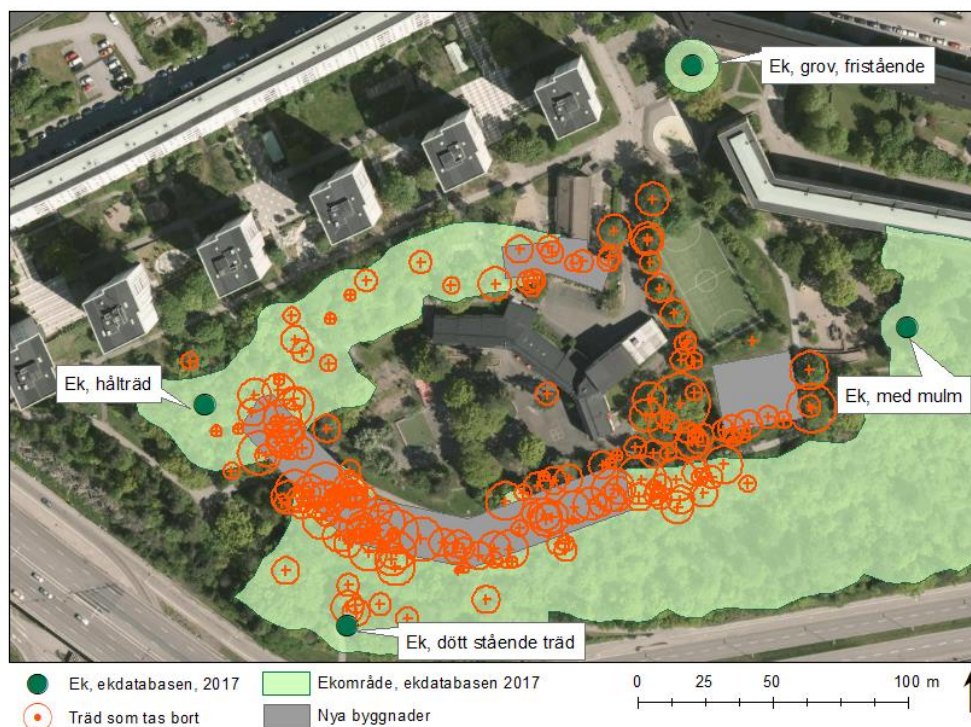 Ek, grov, fristående
Ek, hålträd
Ek, med mulm
Ek, dött stående träd
Ek, ekdatabasen, 2017
Ekområde, ekdatabasen 2017
0 25 50 100 m
Träd som tas bort
Nya byggnader